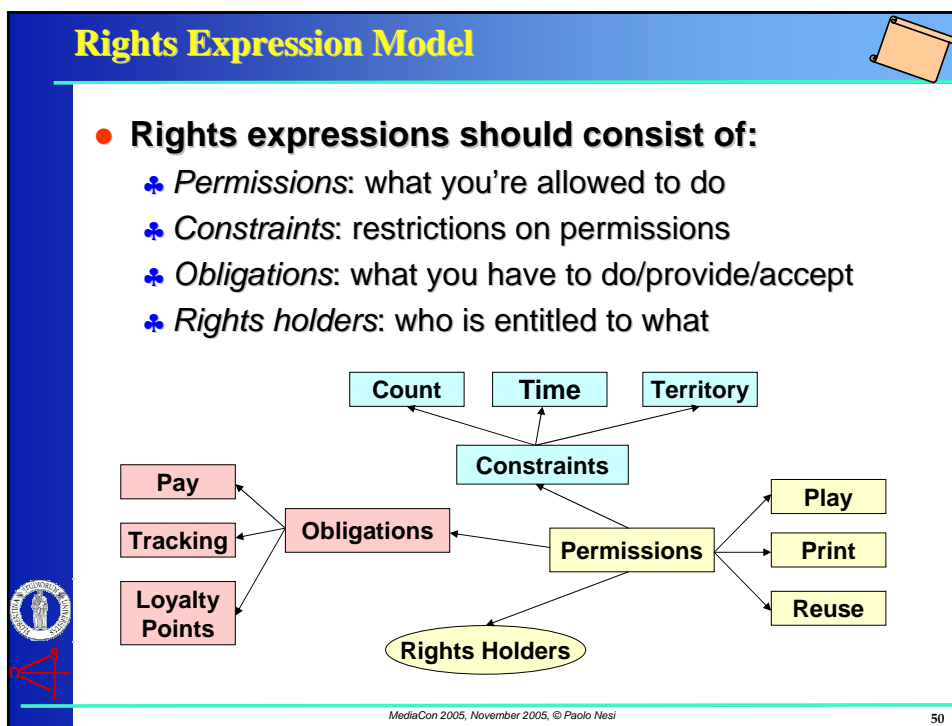 Rights Expression Model
Rights expressions should consist of:
Permissions: what you're allowed to do
Constraints: restrictions on permissions
Obligations: what you have to do/provide/accept
Rights holders: who is entitled to what
Count
Time
Territory
Constraints
Pay
Tracking
Loyalty
Points
Obligations
Permissions
Play
Print
Reuse
Rights Holders
MediaCon 2005, November 2005, © Paolo Nesi
50